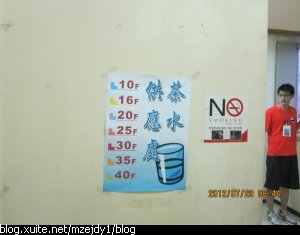 10F
16F
20F
25F
30F
35F
40F
茶水
供應處
NO
SMOKING
2012/07/28
blog.xuite.net/mzejdy1/blog